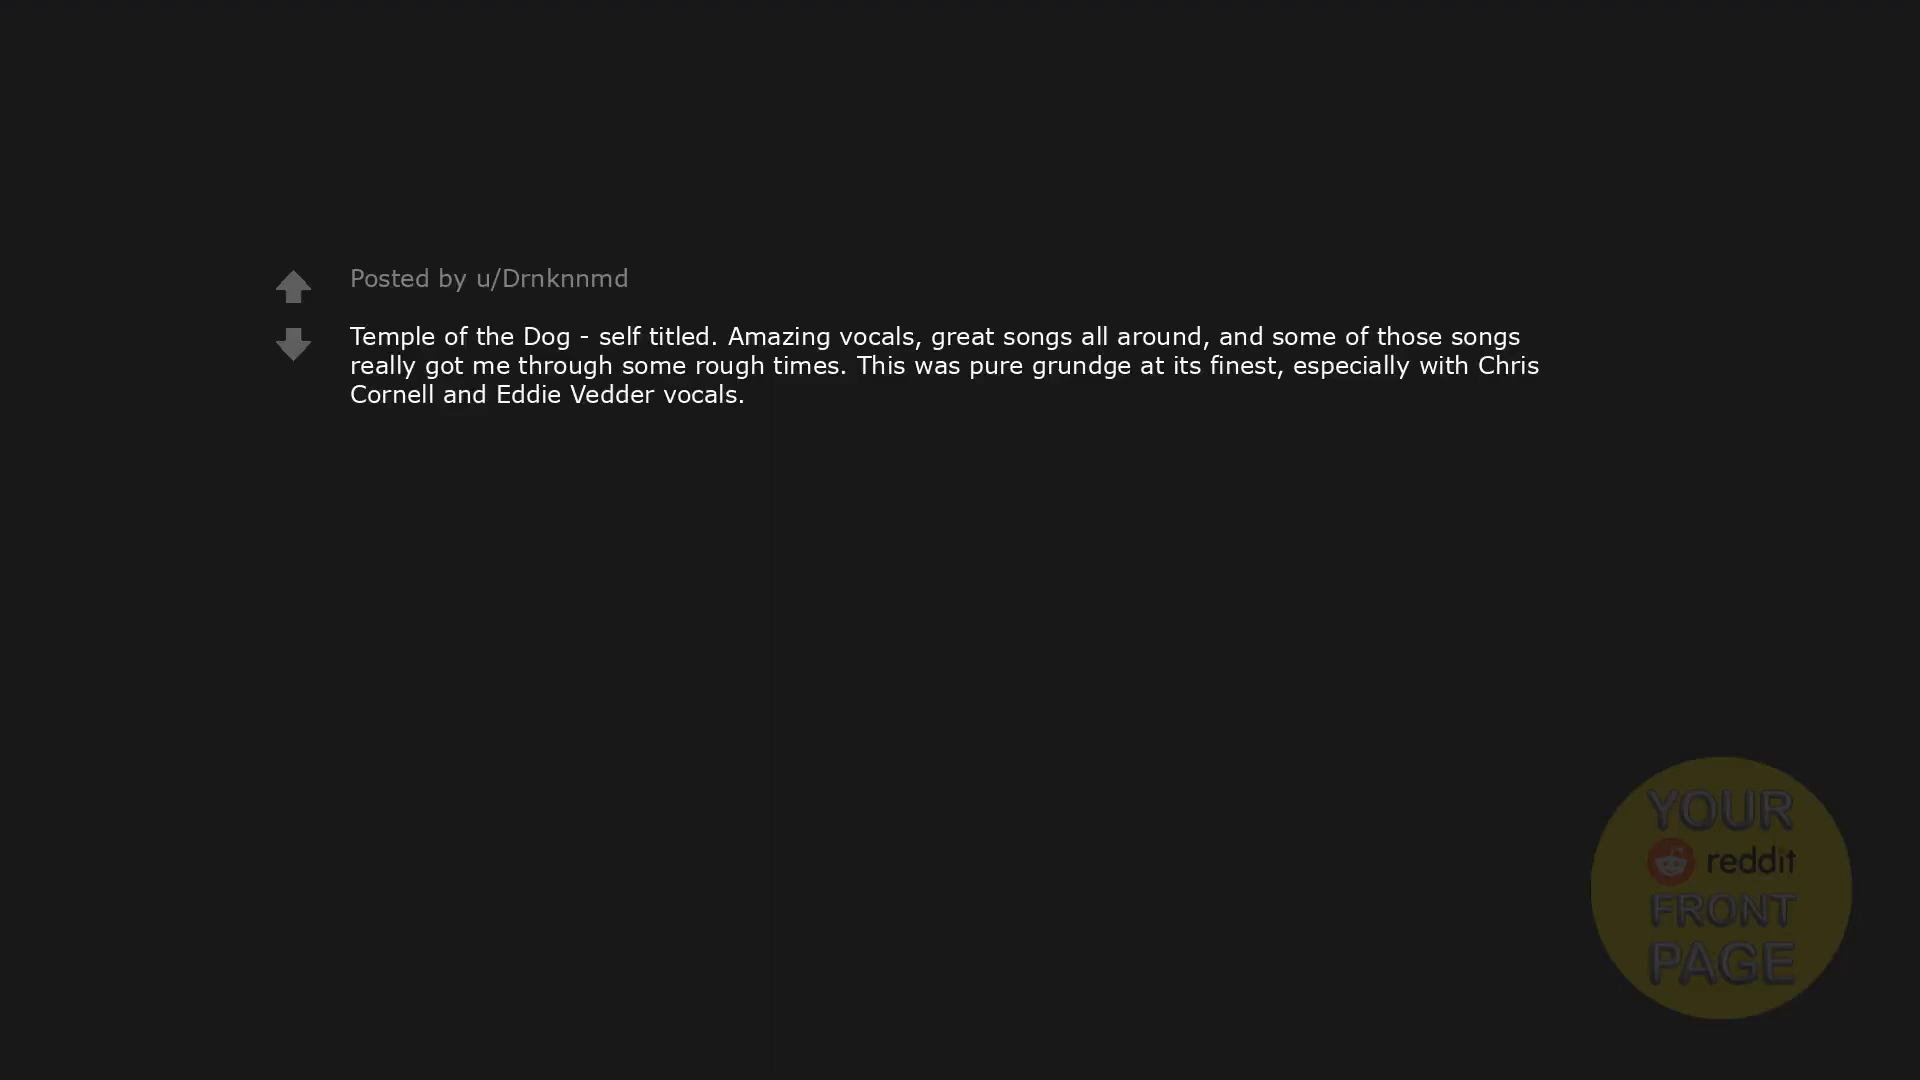 Posted by u/Drnknnmd
Temple of the Dog - self titled. Amazing vocals, great songs all around, and some of those songs
really got me through some rough times. This was pure grundge at its finest, especially with Chris
Cornell and Eddie Vedder vocals.
YOUR
reddit
FRONT
PAGE